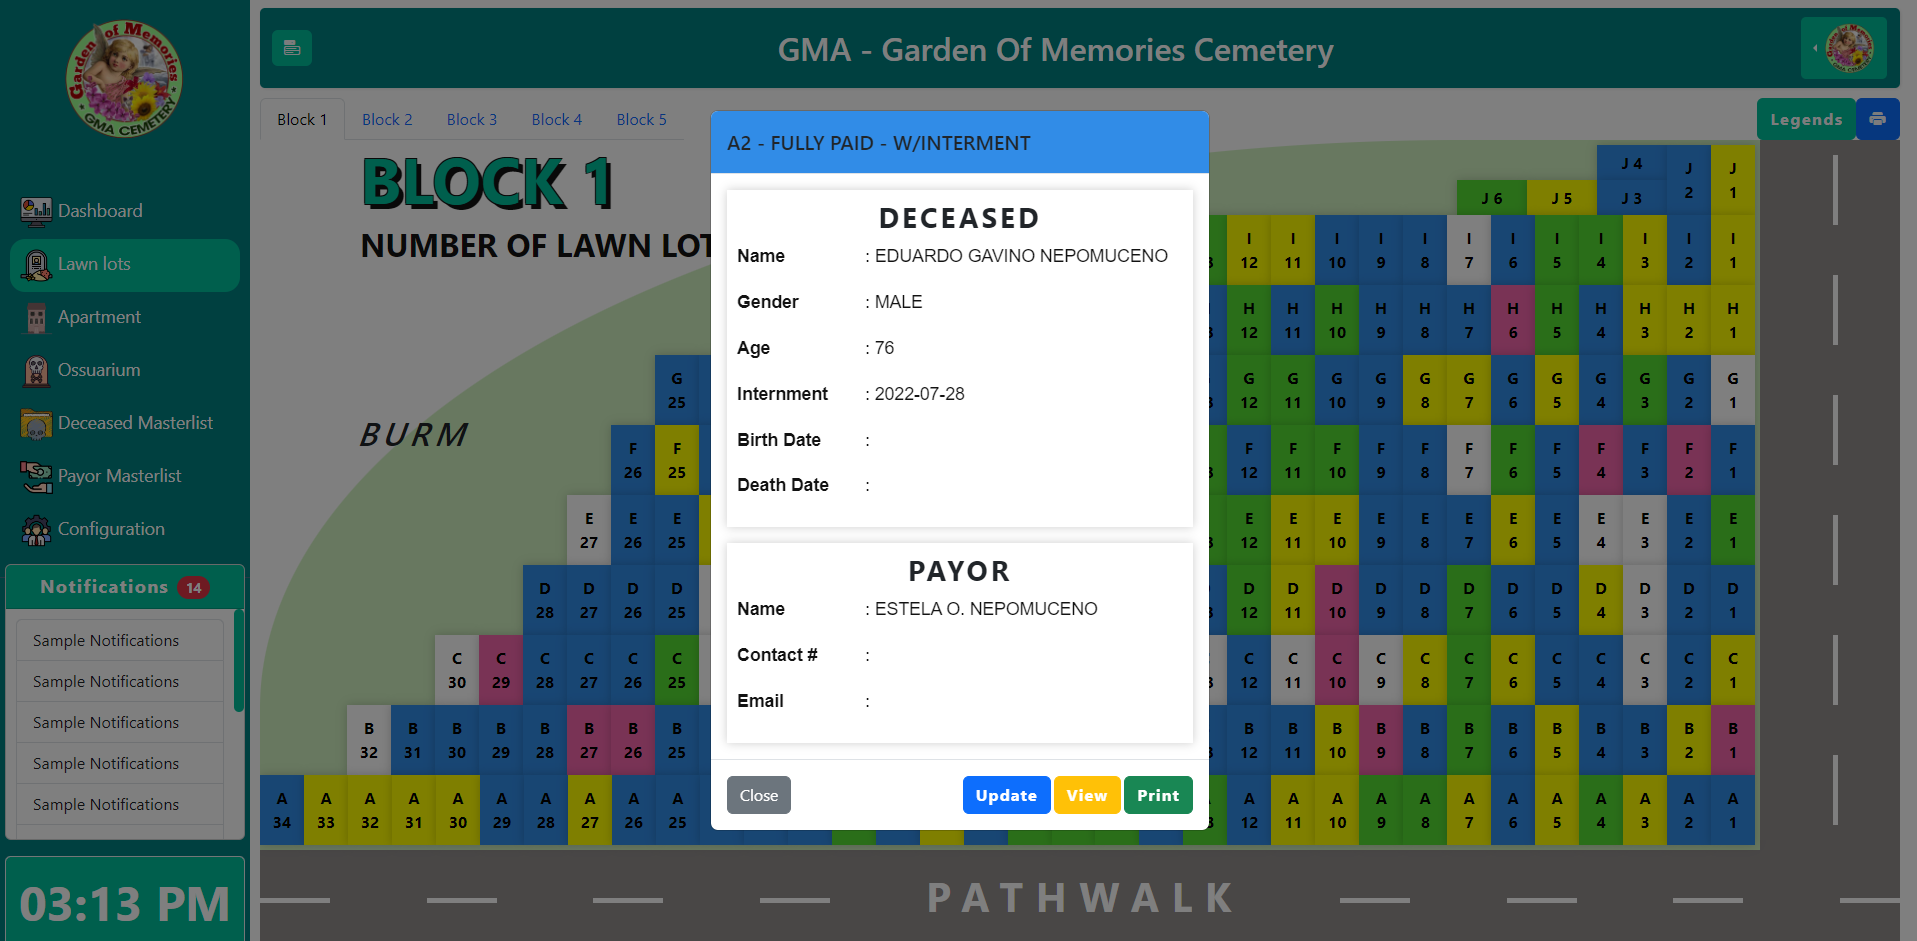 Garden of Memories
GMA CEMETERY
Dashboard
Lawn lots
Apartment
Ossuarium
Deceased Masterlist
Payor Masterlist
Configuration
Notifications 14
Sample Notifications
Sample Notifications
Sample Notifications
Sample Notifications
Sample Notifications
03:13 PM
GMA - Garden Of Memories Cemetery
Block 1 Block 2 Block 3 Block 4 Block 5
Legends
BLOCK 1
NUMBER OF LAWN LOT
BURM
A2 - FULLY PAID - W/INTERMENT
DECEASED
Name : EDUARDO GAVINO NEPOMUCENO
Gender : MALE
Age : 76
Internment : 2022-07-28
Birth Date :
Death Date :
PAYOR
Name : ESTELA O. NEPOMUCENO
Contact # :
Email :
Close Update View Print
J 4 J J
2 1
J 6 J 5 J 3
I I I I I I I I I I I I
12 11 10 9 8 7 6 5 4 3 2 1
H H H H H H H H H H H H
12 11 10 9 8 7 6 5 4 3 2 1
G G G G G G G G G G G G G
25 12 11 10 9 8 7 6 5 4 3 2 1
F F F F F F F F F F F F F F
26 25 12 11 10 9 8 7 6 5 4 3 2 1
E E E E E E E E E E E E E E E
27 26 25 12 11 10 9 8 7 6 5 4 3 2 1
D D D D D D D D D D D D D D D D
28 27 26 25 12 11 10 9 8 7 6 5 4 3 2 1
C C C C C C C C C C C C C C C C C C
30 29 28 27 26 25 12 11 10 9 8 7 6 5 4 3 2 1
B B B B B B B B B B B B B B B B B B B B
32 31 30 29 28 27 26 25 12 11 10 9 8 7 6 5 4 3 2 1
A A A A A A A A A A A A A A A A A A A A A A
34 33 32 31 30 29 28 27 26 25 12 11 10 9 8 7 6 5 4 3 2 1
PATHWALK